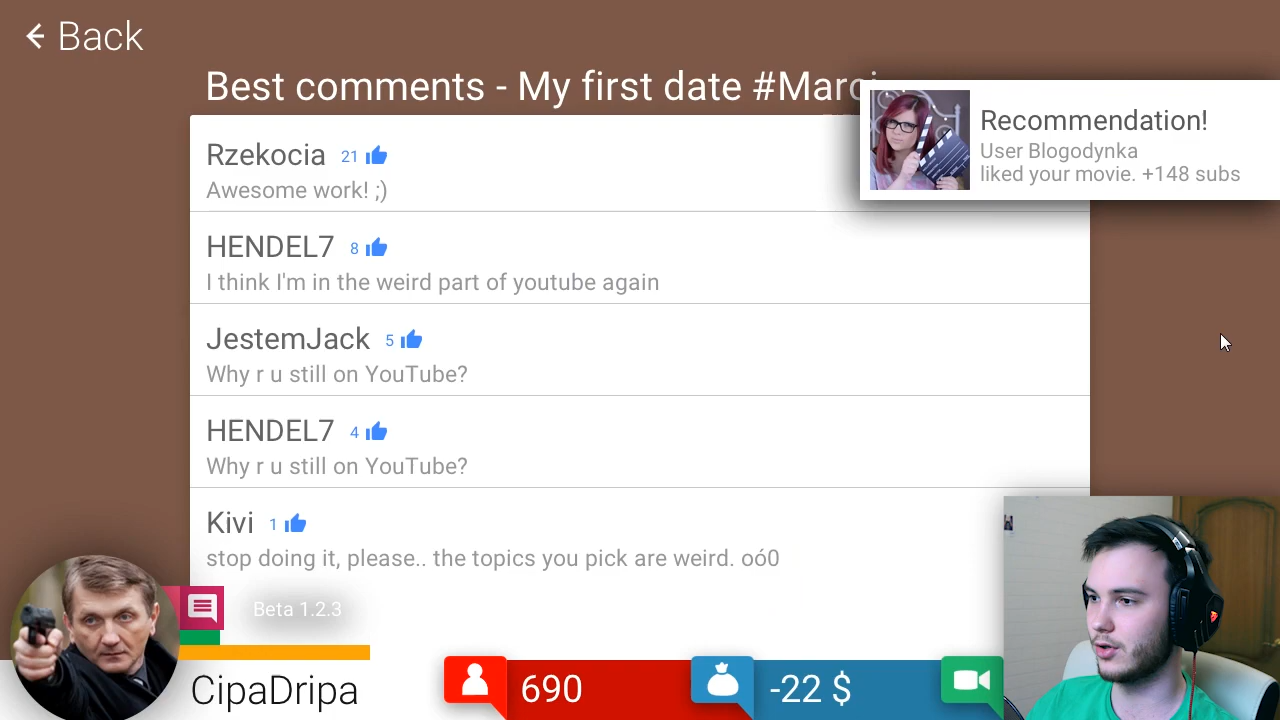 Back
Best comments - My first date #Marci
Recommendation!
User Blogodynka
liked your movie. +148 subs
Rzekocia 21
Awesome work! ;)
HENDEL7 8
I think I'm in the weird part of youtube again
JestemJack 5
Why r u still on YouTube?
HENDEL7 4
Why r u still on YouTube?
Kivi 1
stop doing it, please.. the topics you pick are weird. oó0
Beta 1.2.3
CipaDripa
690
-22 $